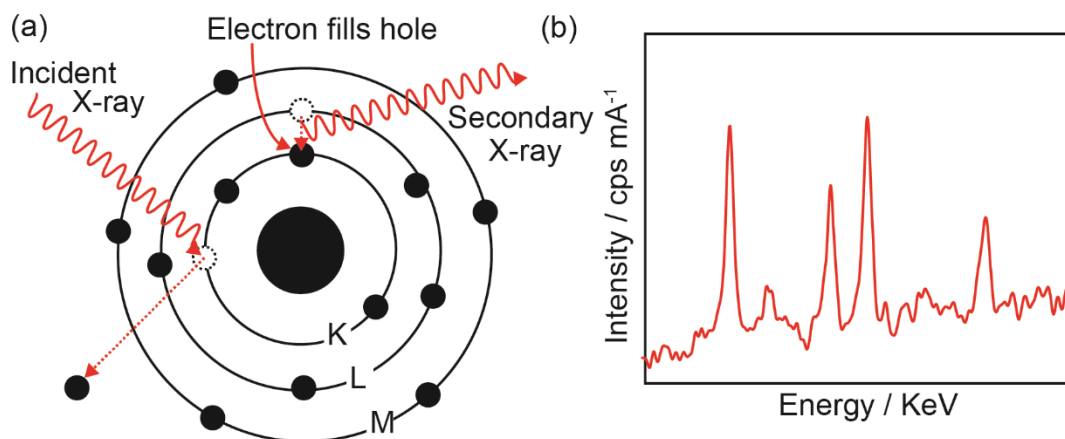 (a)
Electron fills hole
Incident
X-ray
Secondary
X-ray
K
L
M
(b)
Intensity / cps mA⁻¹
Energy / KeV